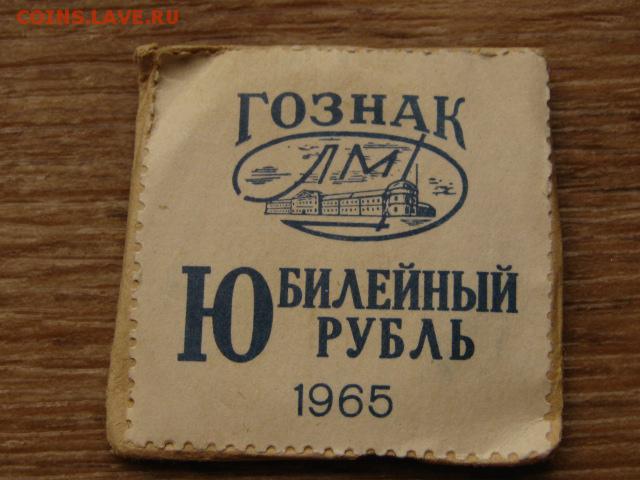 COINS.LAVE.RU
ГОЗНАК
ЛМ
ЮБИЛЕЙНЫЙ
РУБЛЬ
1965